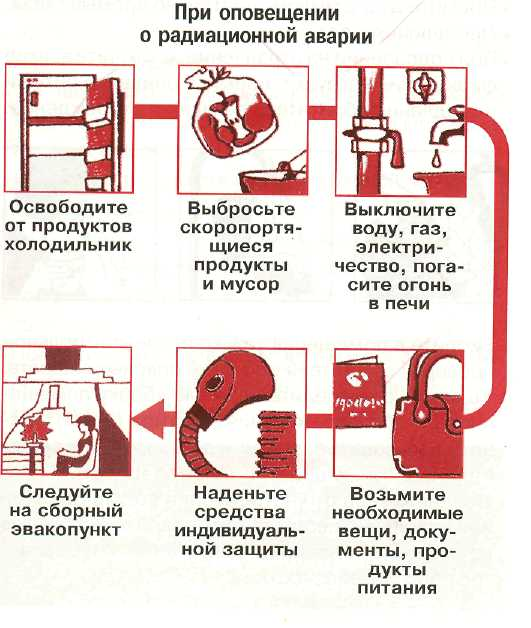 При оповещении
о радиационной аварии
Освободите
от продуктов
холодильник
Выбросьте
скоропортя-
щиеся
продукты
и мусор
Выключите
воду, газ,
электри-
чество, пога-
сите огонь
в печи
Следуйте
на сборный
эвакопункт
Наденьте
средства
индивидуаль-
ной защиты
Возьмите
необходимые
вещи, доку-
менты, про-
дукты
питания